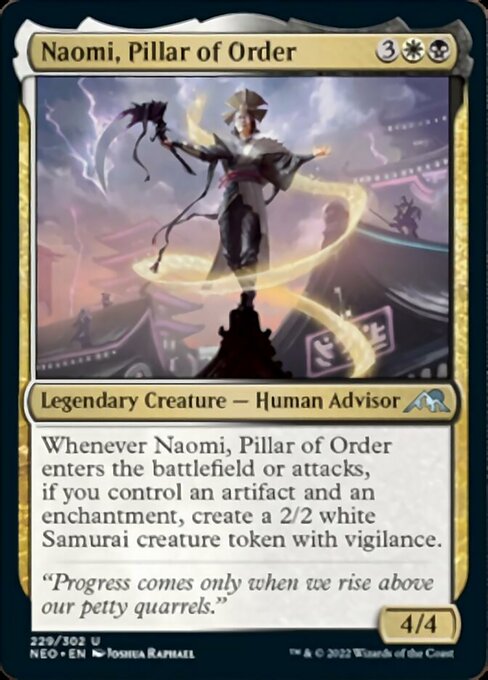 Naomi, Pillar of Order 3
Legendary Creature — Human Advisor
Whenever Naomi, Pillar of Order
enters the battlefield or attacks,
if you control an artifact and an
enchantment, create a 2/2 white
Samurai creature token with vigilance.
“Progress comes only when we rise above
our petty quarrels.”
4/4
229/302 U
NEO • EN Joshua Raphael ™ & © 2022 Wizards of the Coast